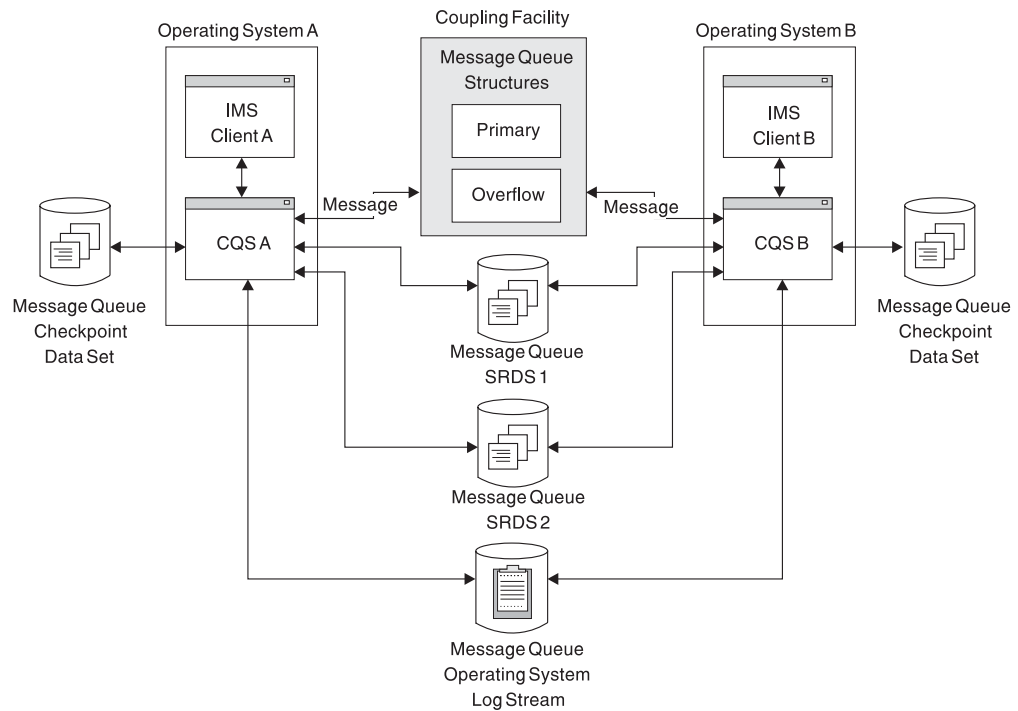 Coupling Facility
Operating System A
Operating System B
Message Queue
Structures
Primary
Overflow
IMS
Client A
IMS
Client B
Message
Message
CQS A
CQS B
Message Queue
Checkpoint
Data Set
Message Queue
Checkpoint
Data Set
Message Queue
SRDS 1
Message Queue
SRDS 2
Message Queue
Operating System
Log Stream